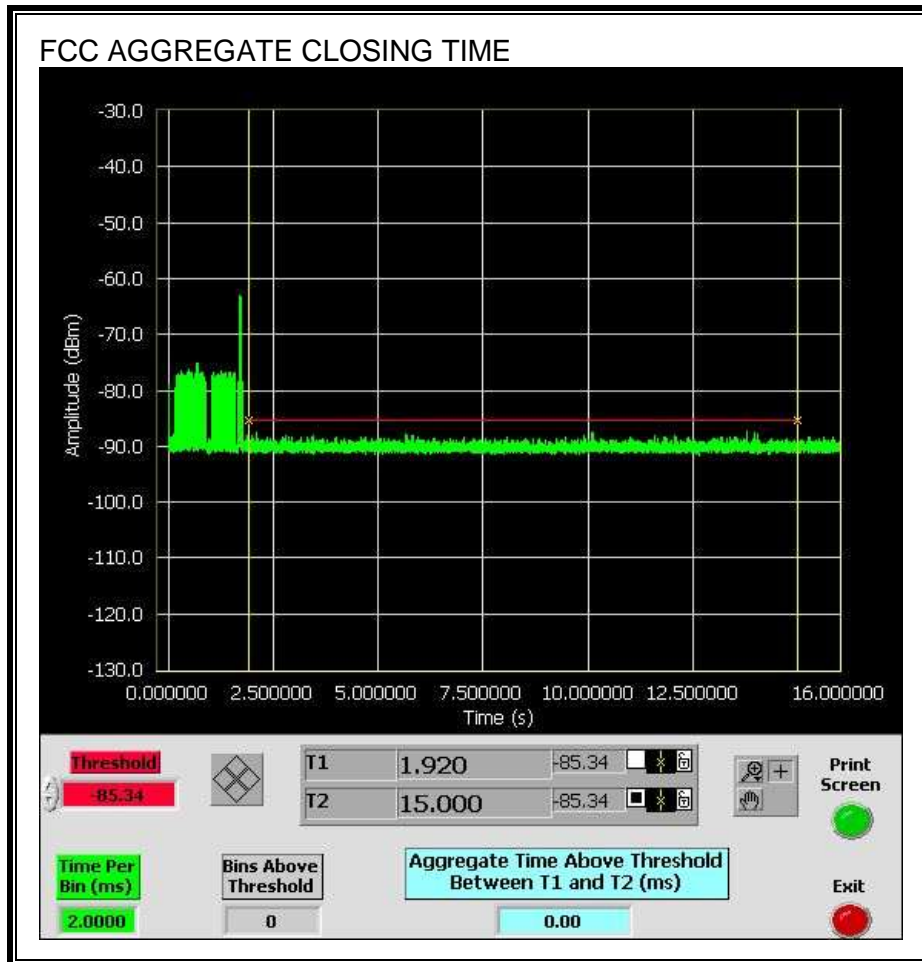 FCC AGGREGATE CLOSING TIME
-30.0
-40.0
-50.0
-60.0
-70.0
-80.0
-90.0
-100.0
-110.0
-120.0
-130.0
Amplitude (dBm)
0.000000 2.500000 5.000000 7.500000 10.000000 12.500000 16.000000
Time (s)
Threshold
-85.34
T1 1.920 -85.34
T2 15.000 -85.34
Print Screen
Time Per Bin (ms)
2.0000
Bins Above Threshold
0
Aggregate Time Above Threshold
Between T1 and T2 (ms)
0.00
Exit